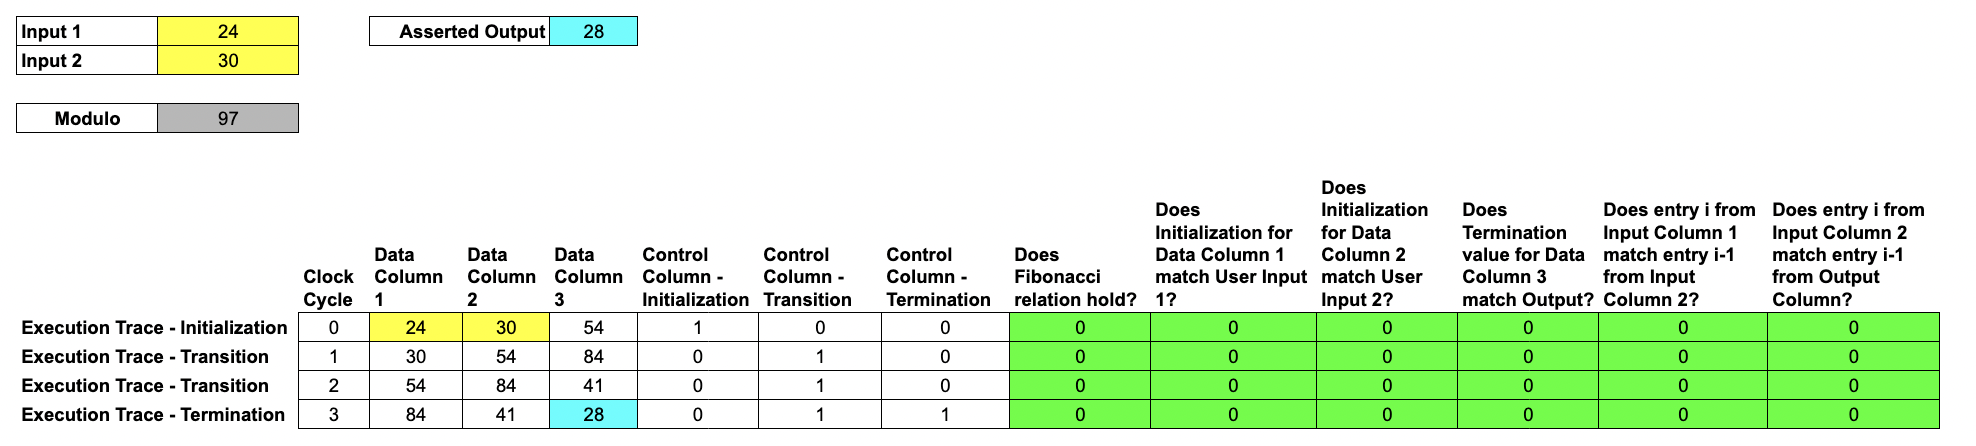 Input 1 24 Asserted Output 28
Input 2 30
Modulo 97
Does
Does Initialization Does Does entry i from Does entry i from
Initialization for for Data Termination Input Column 1 Input Column 2
Data Data Data Control Control Control Does Data Column 1 Column 2 value for Data match entry i-1 match entry i-1
Clock Column Column Column Column - Column - Column - Fibonacci match User Input match User Column 3 from Input from Output
Cycle 1 2 3 Initialization Transition Termination relation hold? 1? Input 2? match Output? Column 2? Column?
Execution Trace - Initialization 0 24 30 54 1 0 0 0 0 0 0 0 0
Execution Trace - Transition 1 30 54 84 0 1 0 0 0 0 0 0 0
Execution Trace - Transition 2 54 84 41 0 1 0 0 0 0 0 0 0
Execution Trace - Termination 3 84 41 28 0 1 1 0 0 0 0 0 0